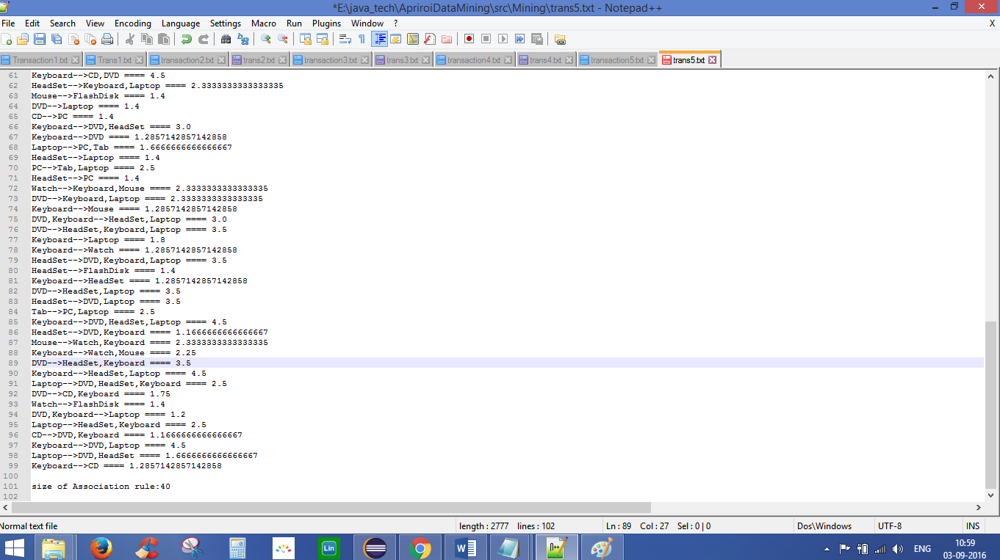 *E:\java_tech\ApriroiDataMining\src\Mining\trans5.txt - Notepad++
File Edit Search View Encoding Language Settings Macro Run Plugins Window ? X
Transaction1.txt Trans1.txt transaction2.txt trans2.txt transaction3.txt trans3.txt transaction4.txt trans4.txt transaction5.txt trans5.txt
61 Keyboard-->CD,DVD ==== 4.5
62 HeadSet-->Keyboard,Laptop ==== 2.3333333333333335
63 Mouse-->FlashDisk ==== 1.4
64 DVD-->Laptop ==== 1.4
65 CD-->PC ==== 1.4
66 Keyboard-->DVD,HeadSet ==== 3.0
67 Keyboard-->DVD ==== 1.2857142857142858
68 Laptop-->PC,Tab ==== 1.6666666666666667
69 HeadSet-->Laptop ==== 1.4
70 PC-->Tab,Laptop ==== 2.5
71 HeadSet-->PC ==== 1.4
72 Watch-->Keyboard,Mouse ==== 2.3333333333333335
73 DVD-->Keyboard,Laptop ==== 2.3333333333333335
74 Keyboard-->Mouse ==== 1.2857142857142858
75 DVD,Keyboard-->HeadSet,Laptop ==== 3.0
76 DVD-->HeadSet,Keyboard,Laptop ==== 3.5
77 Keyboard-->Laptop ==== 1.8
78 Keyboard-->Watch ==== 1.2857142857142858
79 HeadSet-->DVD,Keyboard,Laptop ==== 3.5
80 HeadSet-->FlashDisk ==== 1.4
81 Keyboard-->HeadSet ==== 1.2857142857142858
82 DVD-->HeadSet,Laptop ==== 3.5
83 HeadSet-->DVD,Laptop ==== 3.5
84 Tab-->PC,Laptop ==== 2.5
85 Keyboard-->DVD,HeadSet,Laptop ==== 4.5
86 HeadSet-->DVD,Keyboard ==== 1.1666666666666667
87 Mouse-->Watch,Keyboard ==== 2.3333333333333335
88 Keyboard-->Watch,Mouse ==== 2.25
89 DVD-->HeadSet,Keyboard ==== 3.5
90 Keyboard-->HeadSet,Laptop ==== 4.5
91 Laptop-->DVD,HeadSet,Keyboard ==== 2.5
92 DVD-->CD,Keyboard ==== 1.75
93 Watch-->FlashDisk ==== 1.4
94 DVD,Keyboard-->Laptop ==== 1.2
95 Laptop-->HeadSet,Keyboard ==== 2.5
96 CD-->DVD,Keyboard ==== 1.1666666666666667
97 Keyboard-->DVD,Laptop ==== 4.5
98 Laptop-->DVD,HeadSet ==== 1.6666666666666667
99 Keyboard-->CD ==== 1.2857142857142858
100
101 size of Association rule:40
102
Normal text file length : 2777 lines : 102 Ln : 89 Col : 27 Sel : 0 | 0 Dos\Windows UTF-8 INS
Lin ENG 10:59
03-09-2016